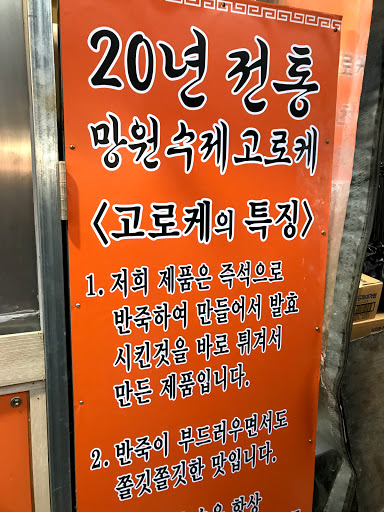 20년 전통
망원수제고로케
<고로케의 특징>
1. 저희 제품은 즉석으로
반죽하여 만들어서 발효
시킨것을 바로 튀겨서
만든 제품입니다.
2. 반죽이 부드러우면서도
쫄깃쫄깃한 맛입니다.
항상